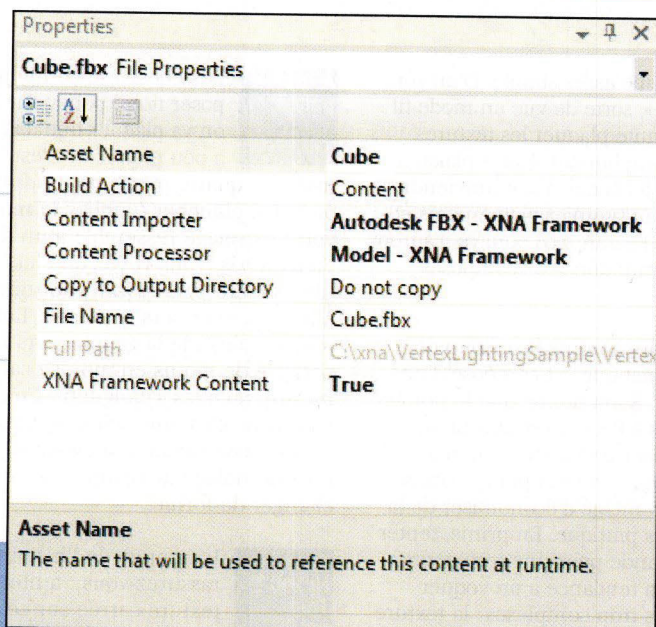 Properties
Cube.fbx File Properties
Asset Name Cube
Build Action Content
Content Importer Autodesk FBX - XNA Framework
Content Processor Model - XNA Framework
Copy to Output Directory Do not copy
File Name Cube.fbx
Full Path C:\xna\VertexLightingSample\Vertex
XNA Framework Content True
Asset Name
The name that will be used to reference this content at runtime.